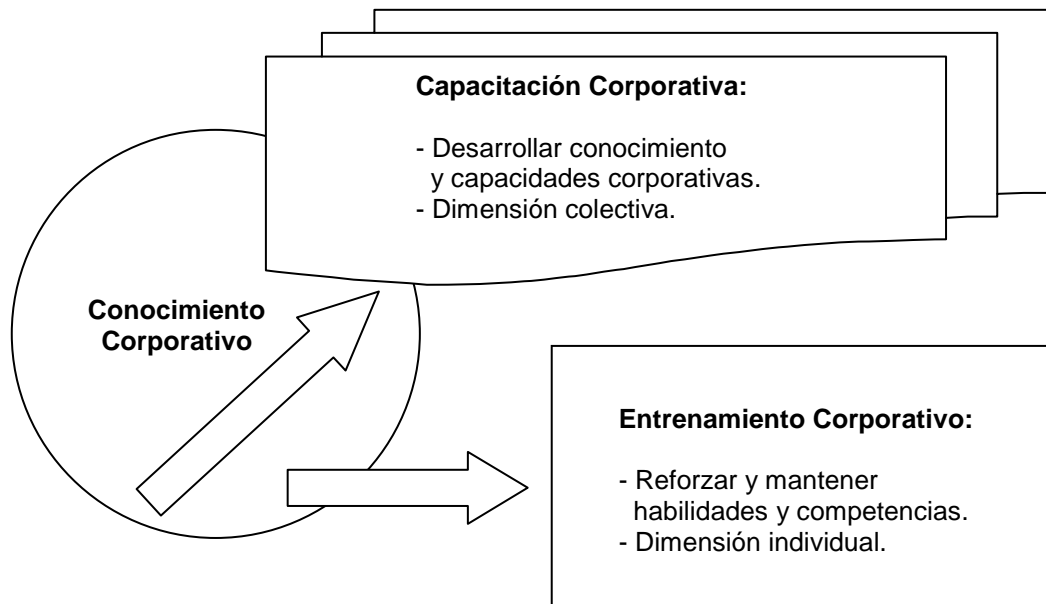 Capacitación Corporativa:
- Desarrollar conocimiento
y capacidades corporativas.
- Dimensión colectiva.
Conocimiento
Corporativo
Entrenamiento Corporativo:
- Reforzar y mantener
habilidades y competencias.
- Dimensión individual.